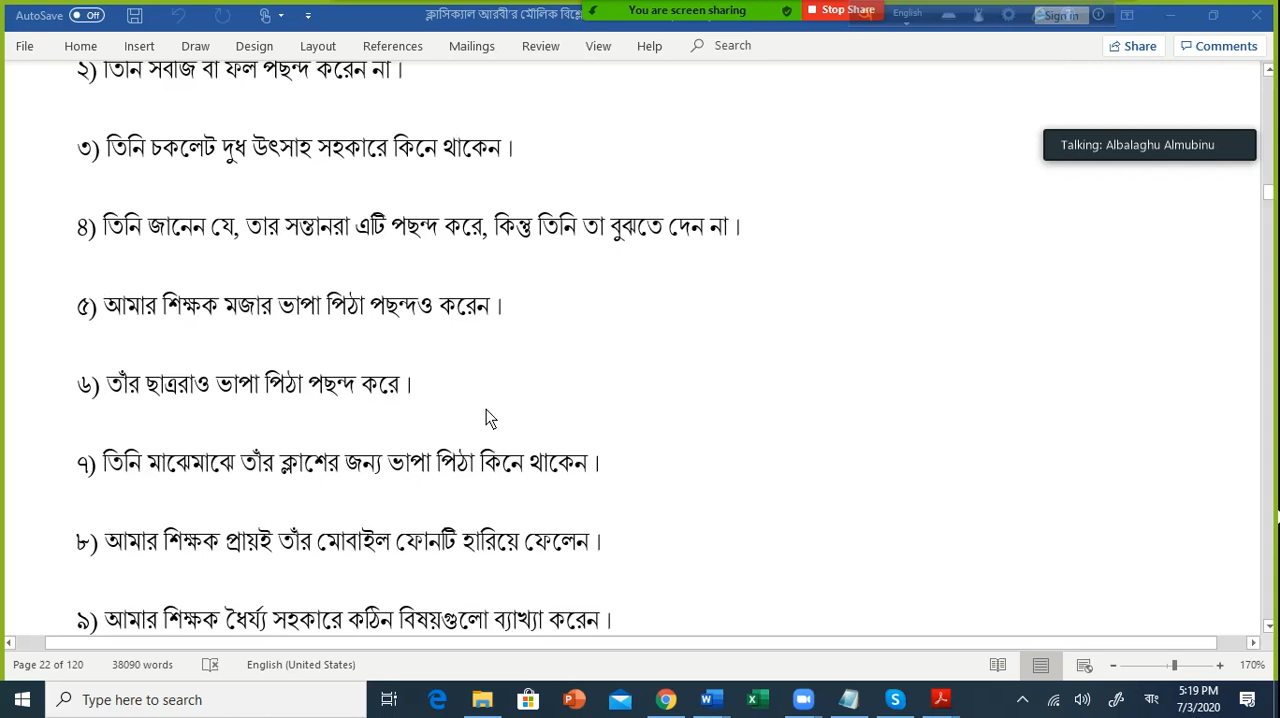 AutoSave Off
ক্লাসিক্যাল আরবী'র মৌলিক
You are screen sharing
Stop Share
English
Sign in
File Home Insert Draw Design Layout References Mailings Review View Help Search
Share Comments
২) তিনি সবজি বা ফল পছন্দ করেন না।
Talking: Albalaghu Almubinu
৩) তিনি চকলেট দুধ উৎসাহ সহকারে কিনে থাকেন।
৪) তিনি জানেন যে, তার সন্তানরা এটি পছন্দ করে, কিন্তু তিনি তা বুঝতে দেন না।
৫) আমার শিক্ষক মজার ভাপা পিঠা পছন্দও করেন।
৬) তাঁর ছাত্ররাও ভাপা পিঠা পছন্দ করে।
৭) তিনি মাঝেমাঝে তাঁর ক্লাশের জন্য ভাপা পিঠা কিনে থাকেন।
৮) আমার শিক্ষক প্রায়ই তাঁর মোবাইল ফোনটি হারিয়ে ফেলেন।
৯) আমার শিক্ষক ধৈর্য্য সহকারে কঠিন বিষয়গুলো ব্যাখ্যা করেন।
Page 22 of 120 38090 words English (United States) 170%
Type here to search
বাং
5:19 PM
7/3/2020